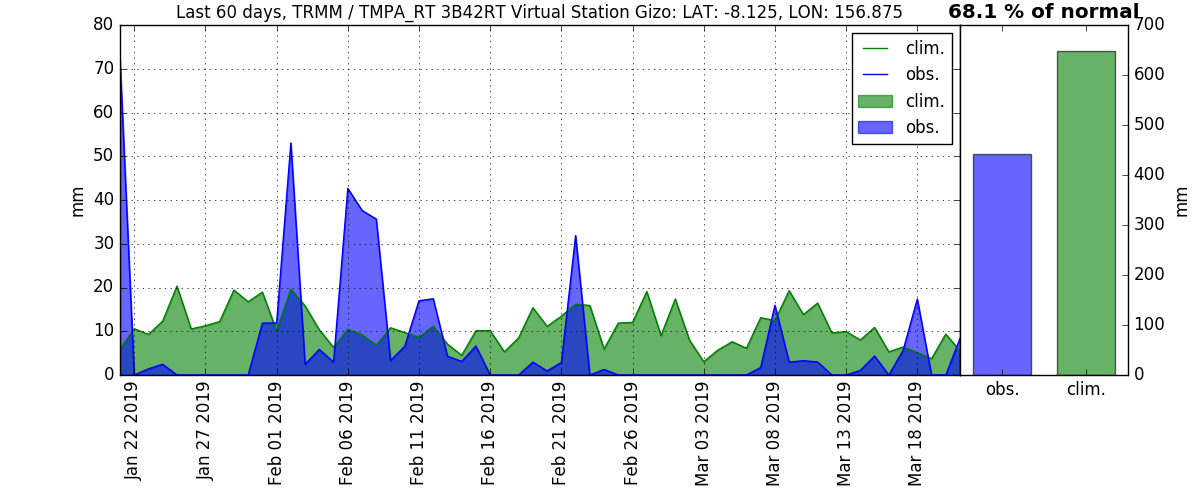 Last 60 days, TRMM / TMPA_RT 3B42RT Virtual Station Gizo: LAT: -8.125, LON: 156.875
68.1 % of normal
80
70
60
50
40
30
20
10
0
mm
clim.
obs.
clim.
obs.
Jan 22 2019
Jan 27 2019
Feb 01 2019
Feb 06 2019
Feb 11 2019
Feb 16 2019
Feb 21 2019
Feb 26 2019
Mar 03 2019
Mar 08 2019
Mar 13 2019
Mar 18 2019
700
600
500
400
300
200
100
0
mm
obs.
clim.